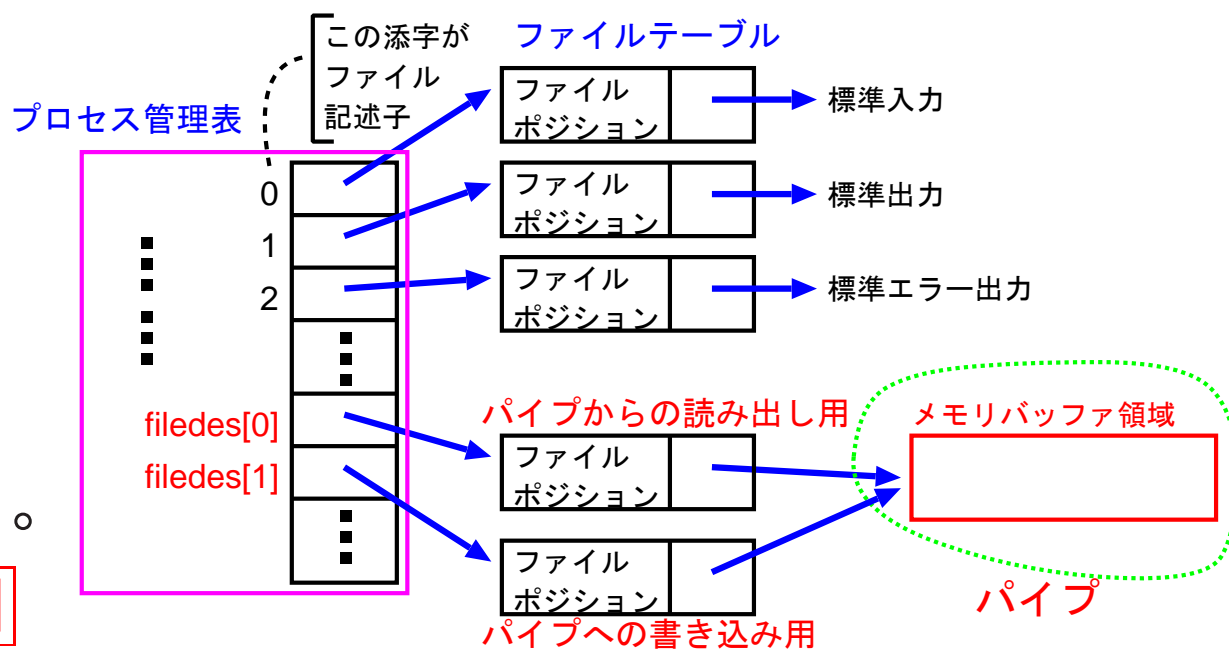 この添字が
ファイル
記述子
ファイルテーブル
プロセス管理表
ファイル
ポジション
標準入力
0
ファイル
ポジション
標準出力
1
ファイル
ポジション
標準エラー出力
2
filedes[0]
パイプからの読み出し用
メモリバッファ領域
filedes[1]
ファイル
ポジション
。
ファイル
ポジション
パイプ
パイプへの書き込み用